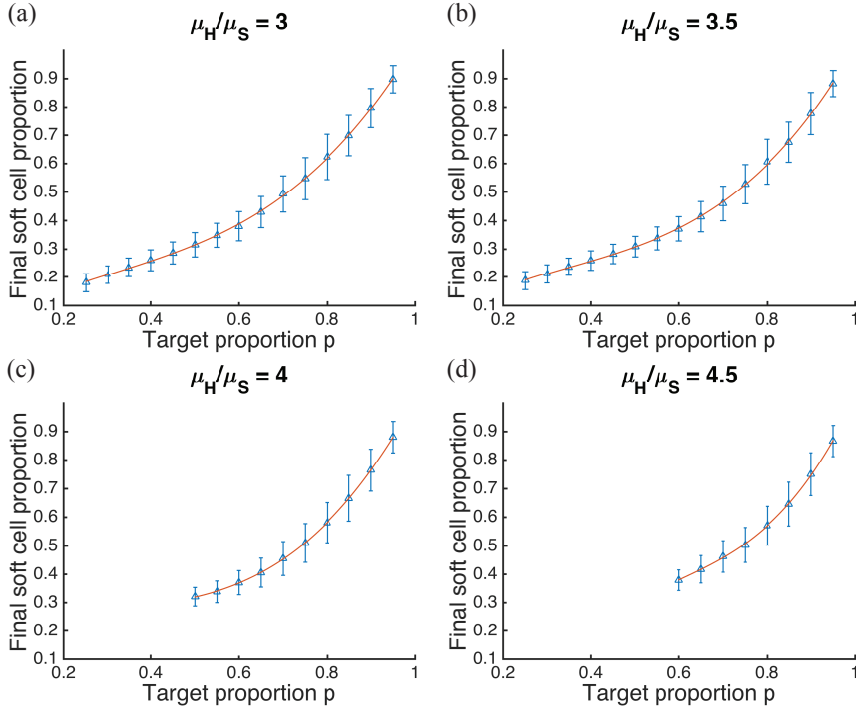 (a)
μH/μS = 3
Final soft cell proportion
0.9
0.8
0.7
0.6
0.5
0.4
0.3
0.2
0.1
0.2 0.4 0.6 0.8 1
Target proportion p
(b)
μH/μS = 3.5
Final soft cell proportion
0.9
0.8
0.7
0.6
0.5
0.4
0.3
0.2
0.1
0.2 0.4 0.6 0.8 1
Target proportion p
(c)
μH/μS = 4
Final soft cell proportion
0.9
0.8
0.7
0.6
0.5
0.4
0.3
0.2
0.1
0.2 0.4 0.6 0.8 1
Target proportion p
(d)
μH/μS = 4.5
Final soft cell proportion
0.9
0.8
0.7
0.6
0.5
0.4
0.3
0.2
0.1
0.2 0.4 0.6 0.8 1
Target proportion p